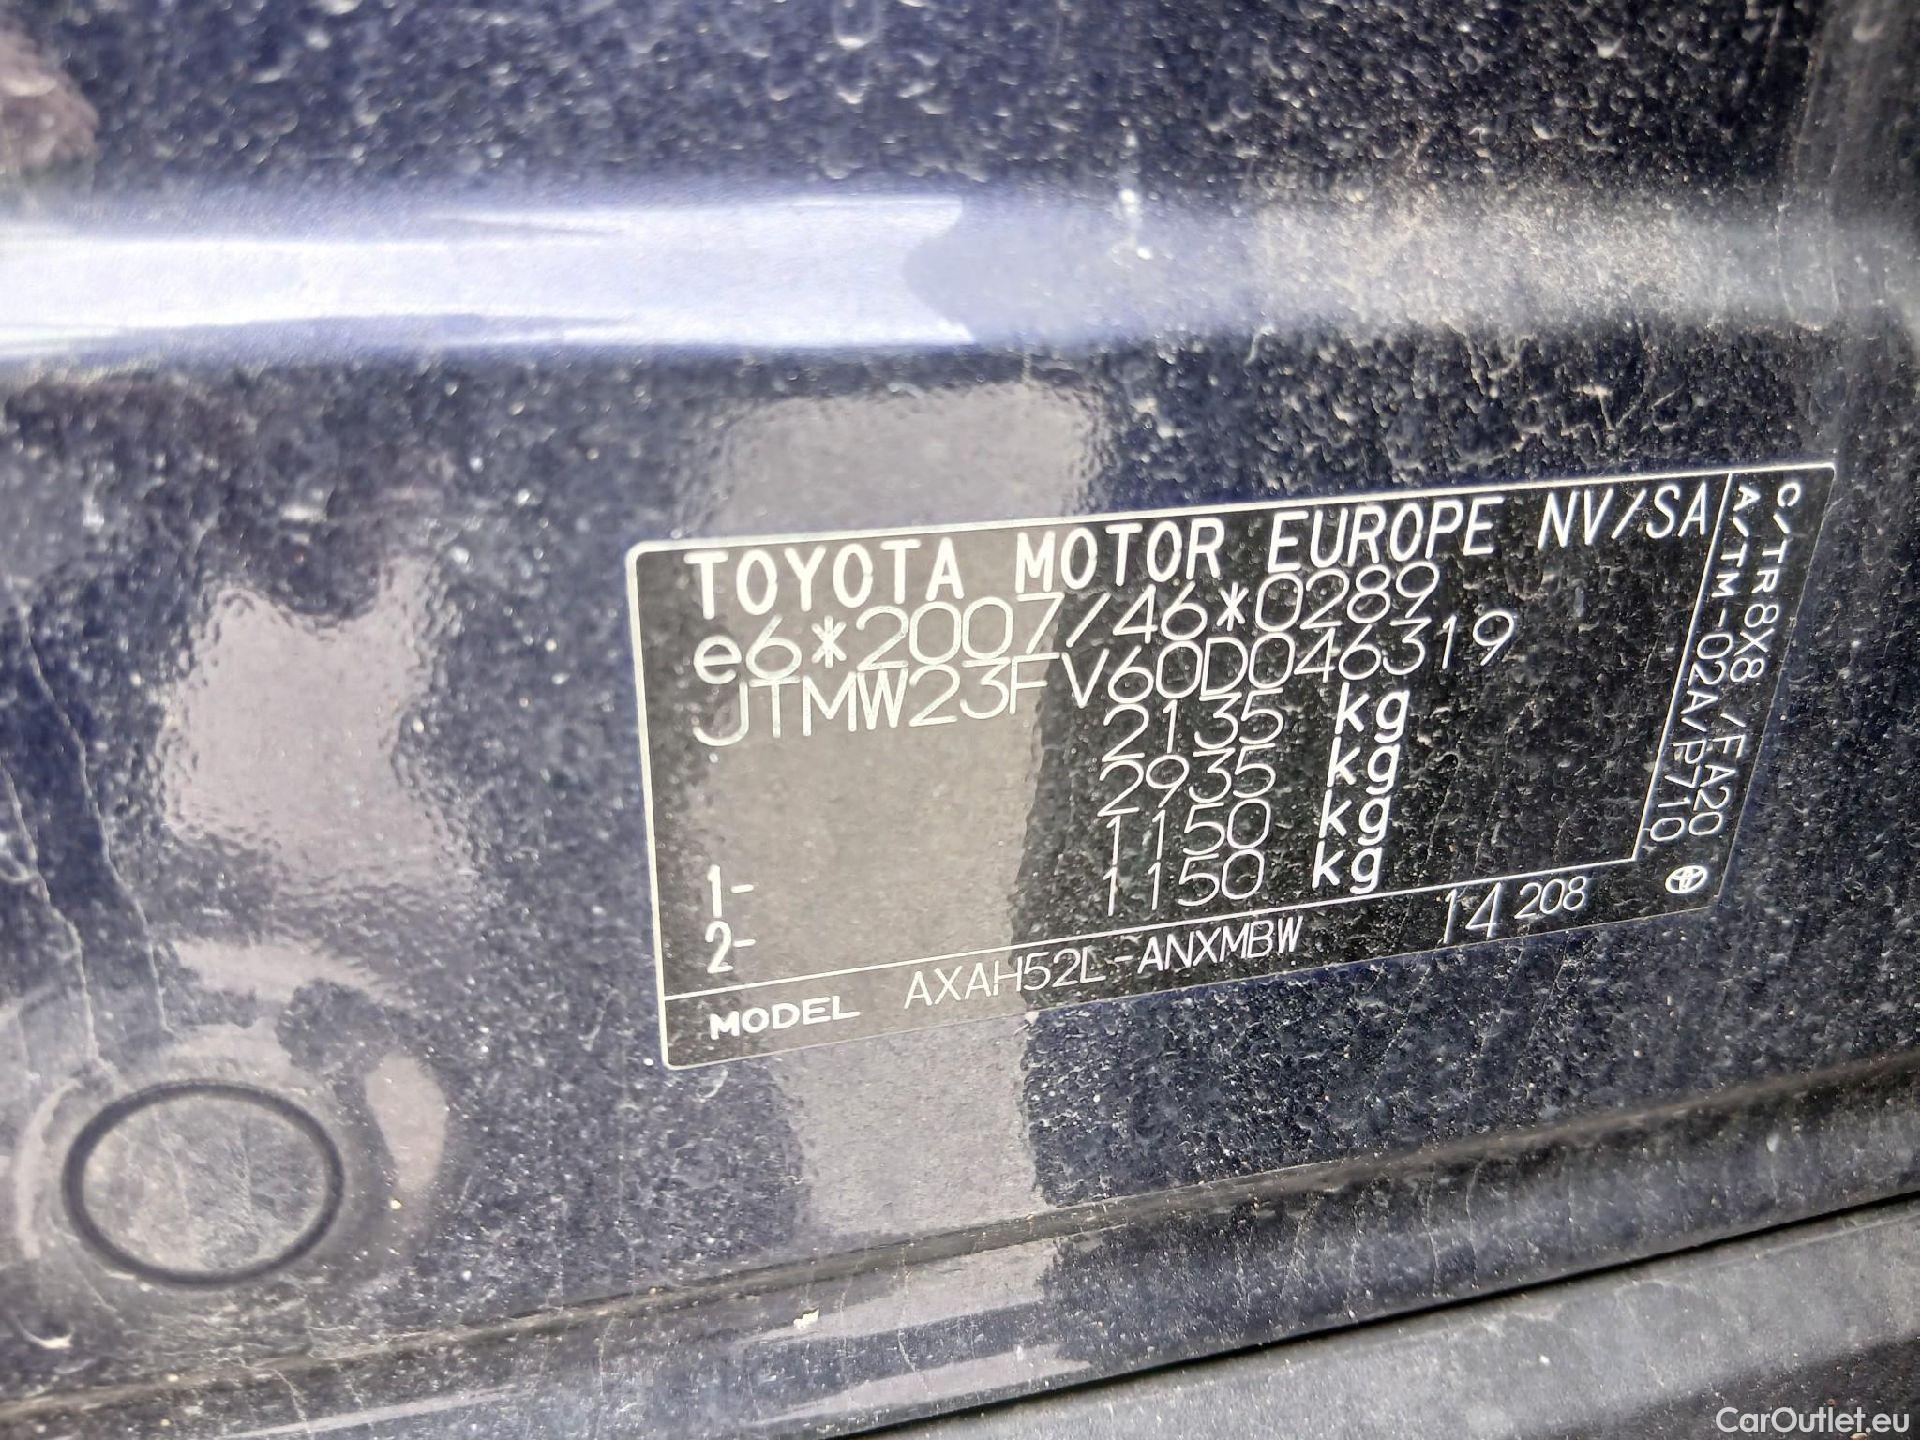 TOYOTA MOTOR EUROPE NV/SA
e6*2007/46*0289
JTMW23FV60D046319
2135 kg
2935 kg
1- 1150 kg
2- 1150 kg
MODEL AXAH52L-ANXMBW 14 208
C/TR 8X8 /FA20
A/TM -02A/P710
CarOutlet.eu